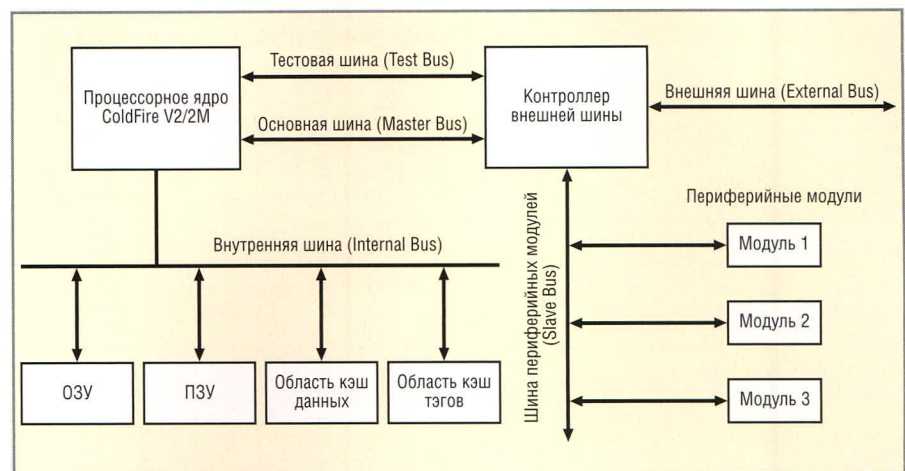 Тестовая шина (Test Bus)
Процессорное ядро
ColdFire V2/2M
Основная шина (Master Bus)
Контроллер
внешней шины
Внешняя шина (External Bus)
Периферийные модули
Внутренняя шина (Internal Bus)
Шина периферийных модулей
(Slave Bus)
Модуль 1
Модуль 2
Модуль 3
ОЗУ
ПЗУ
Область кэш
данных
Область кэш
тэгов